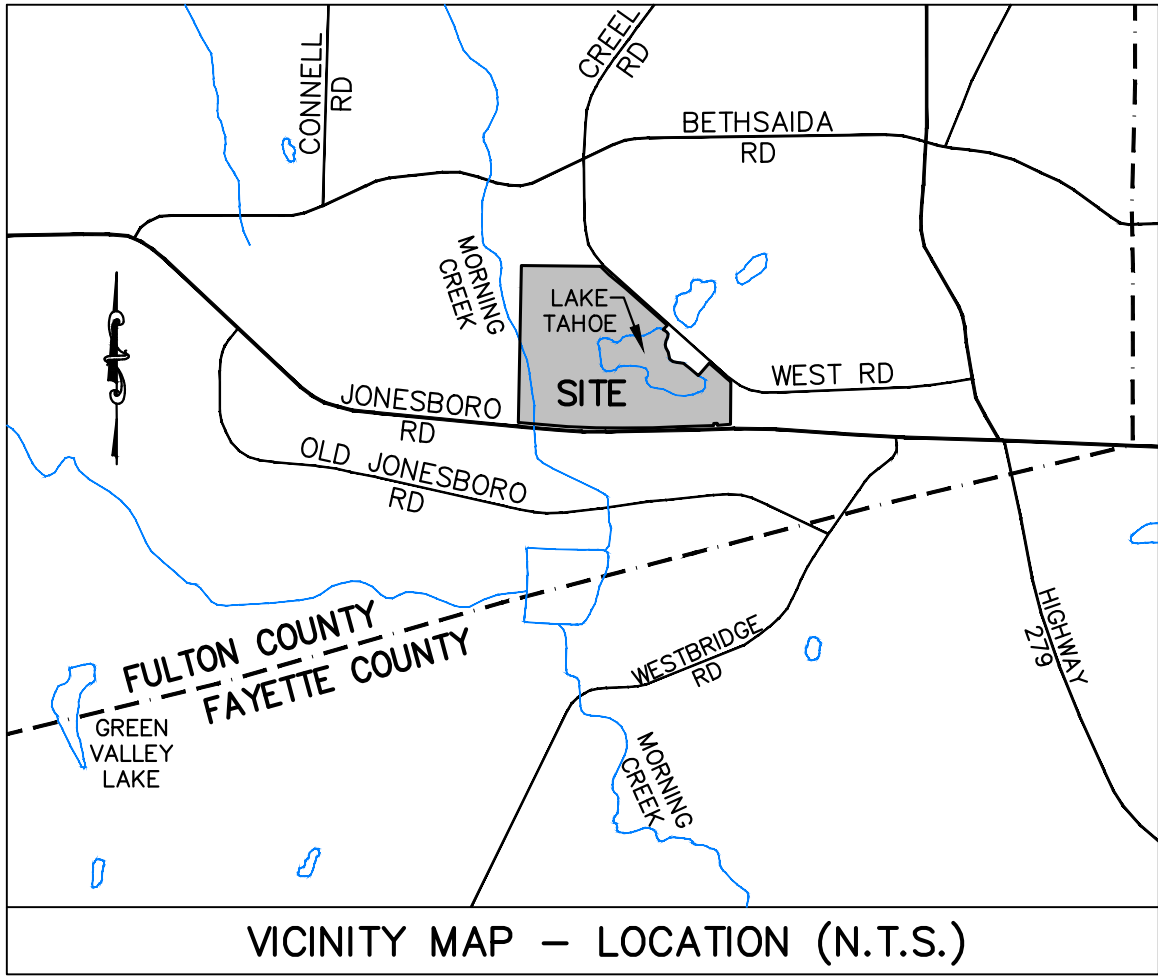 CONNELL
RD
CREEL
RD
BETHSAIDA
RD
MORNING
CREEK
LAKE
TAHOE
SITE
WEST RD
JONESBORO
RD
OLD JONESBORO
RD
FULTON COUNTY
FAYETTE COUNTY
GREEN
VALLEY
LAKE
WESTBRIDGE
RD
HIGHWAY
279
MORNING
CREEK
VICINITY MAP – LOCATION (N.T.S.)